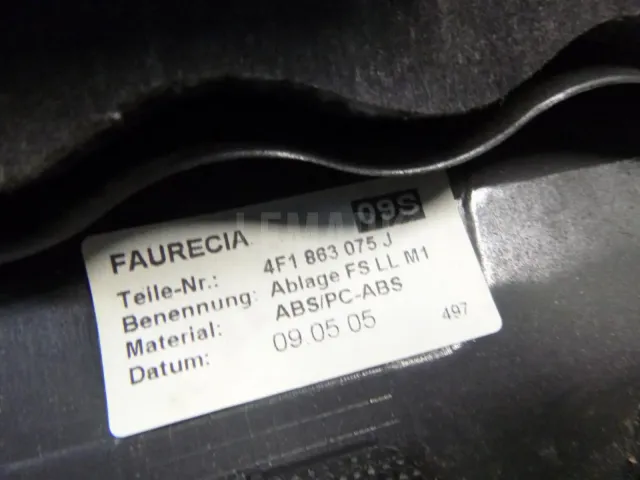 FAURECIA 09S
Teile-Nr.: 4F1 863 075 J
Benennung: Ablage FS LL M1
Material: ABS/PC-ABS
Datum: 09.05 05 497
LEMA